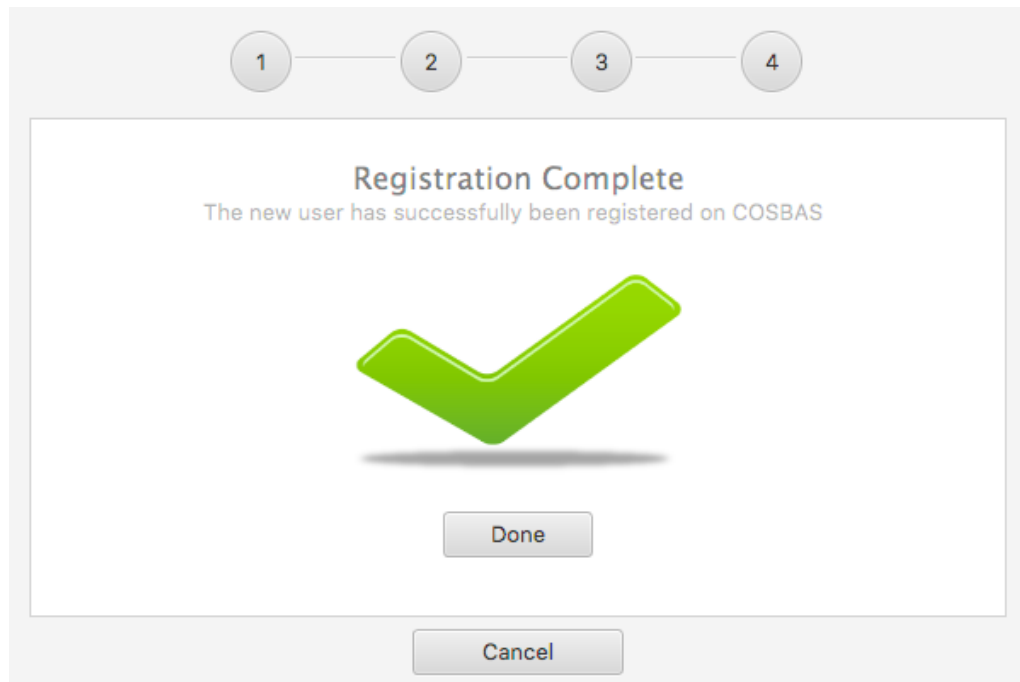 1 2 3 4
Registration Complete
The new user has successfully been registered on COSBAS
Done
Cancel